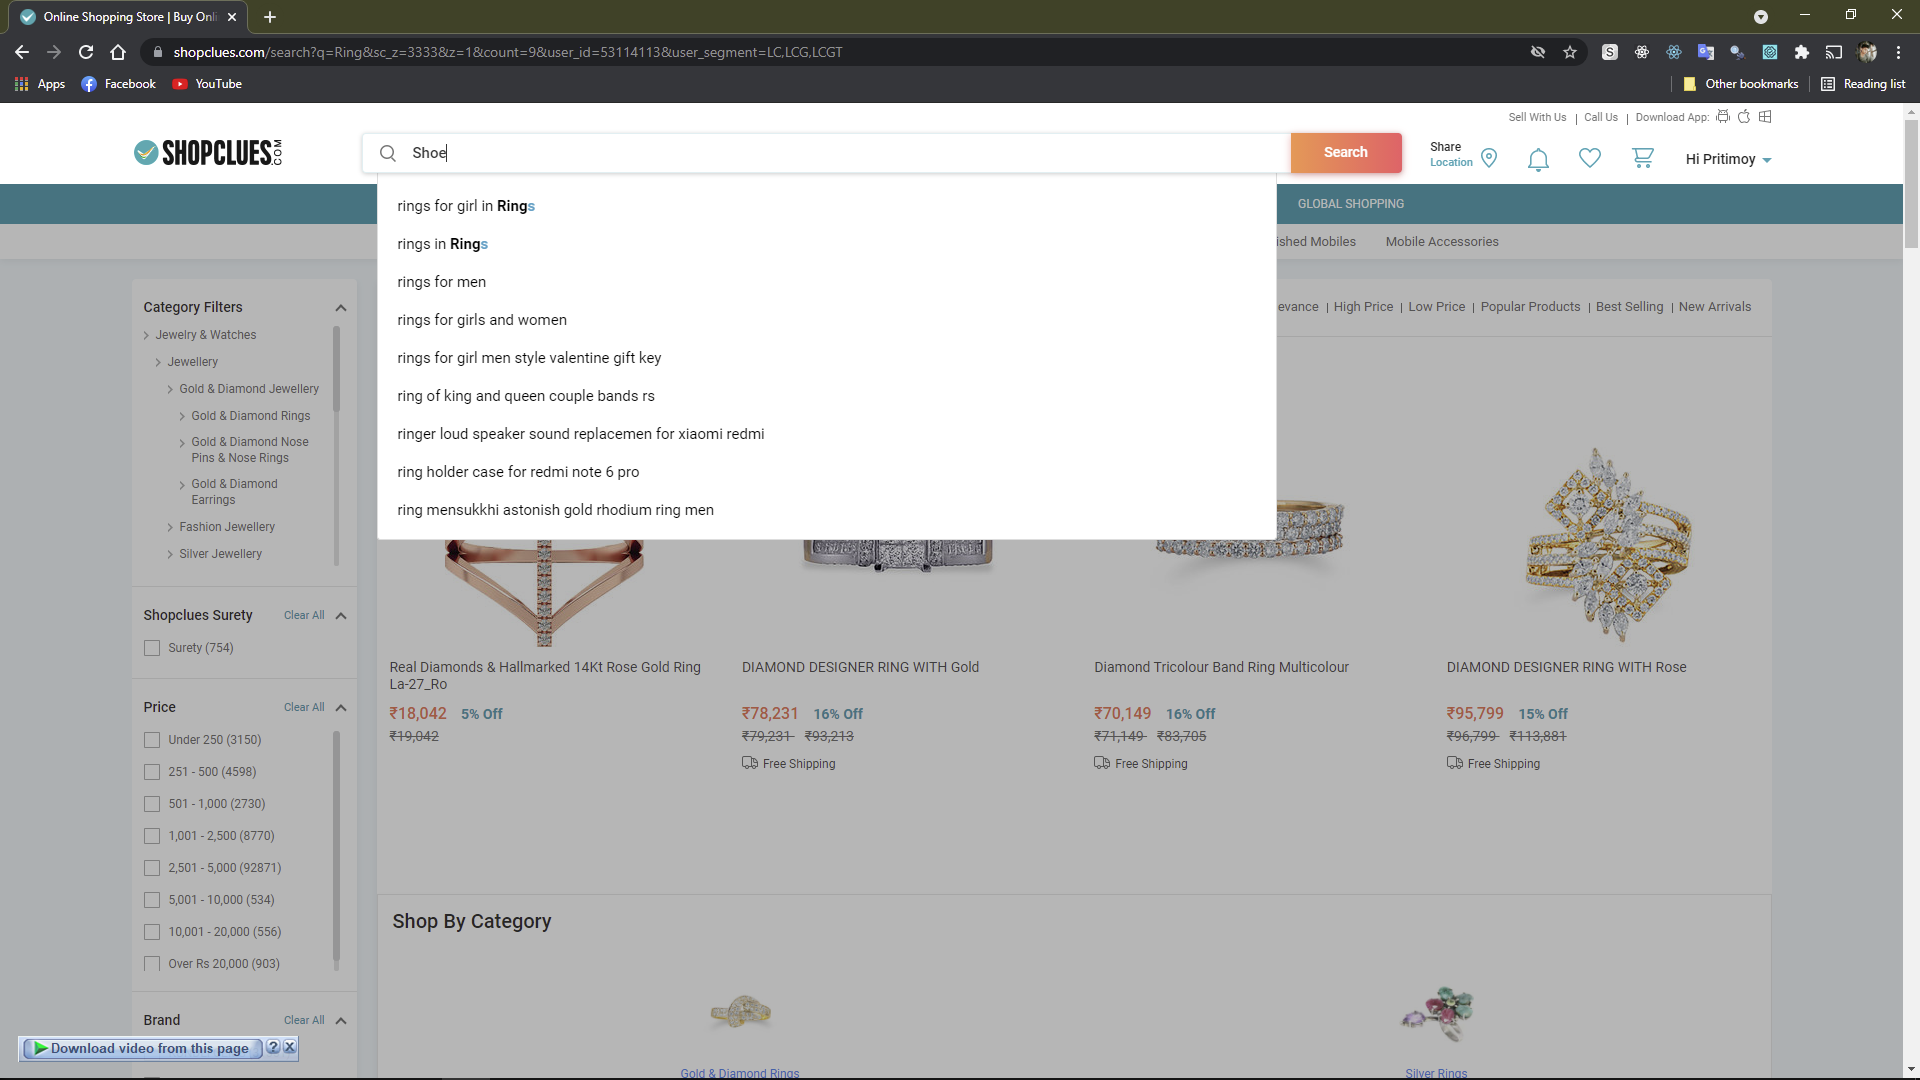 Online Shopping Store | Buy Onli
shopclues.com/search?q=Ring&sc_z=3333&z=1&count=9&user_id=53114113&user_segment=LC,LCG,LCGT
Apps
Facebook
YouTube
Other bookmarks
Reading list
Sell With Us | Call Us | Download App:
SHOPCLUES.COM
Shoe
Search
Share
Location
Hi Pritimoy
rings for girl in Rings
rings in Rings
rings for men
rings for girls and women
rings for girl men style valentine gift key
ring of king and queen couple bands rs
ringer loud speaker sound replacemen for xiaomi redmi
ring holder case for redmi note 6 pro
ring mensukkhi astonish gold rhodium ring men
GLOBAL SHOPPING
ished Mobiles
Mobile Accessories
evance | High Price | Low Price | Popular Products | Best Selling | New Arrivals
Category Filters
Jewelry & Watches
Jewellery
Gold & Diamond Jewellery
Gold & Diamond Rings
Gold & Diamond Nose
Pins & Nose Rings
Gold & Diamond
Earrings
Fashion Jewellery
Silver Jewellery
Shopclues Surety Clear All
Surety (754)
Price Clear All
Under 250 (3150)
251 - 500 (4598)
501 - 1,000 (2730)
1,001 - 2,500 (8770)
2,501 - 5,000 (92871)
5,001 - 10,000 (534)
10,001 - 20,000 (556)
Over Rs 20,000 (903)
Brand Clear All
Real Diamonds & Hallmarked 14Kt Rose Gold Ring
La-27_Ro
₹18,042 5% Off
₹19,042
DIAMOND DESIGNER RING WITH Gold
₹78,231 16% Off
₹79,231 ₹93,213
Free Shipping
Diamond Tricolour Band Ring Multicolour
₹70,149 16% Off
₹71,149 ₹83,705
Free Shipping
DIAMOND DESIGNER RING WITH Rose
₹95,799 15% Off
₹96,799 ₹113,881
Free Shipping
Shop By Category
Gold & Diamond Rings
Silver Rings
Download video from this page ? X